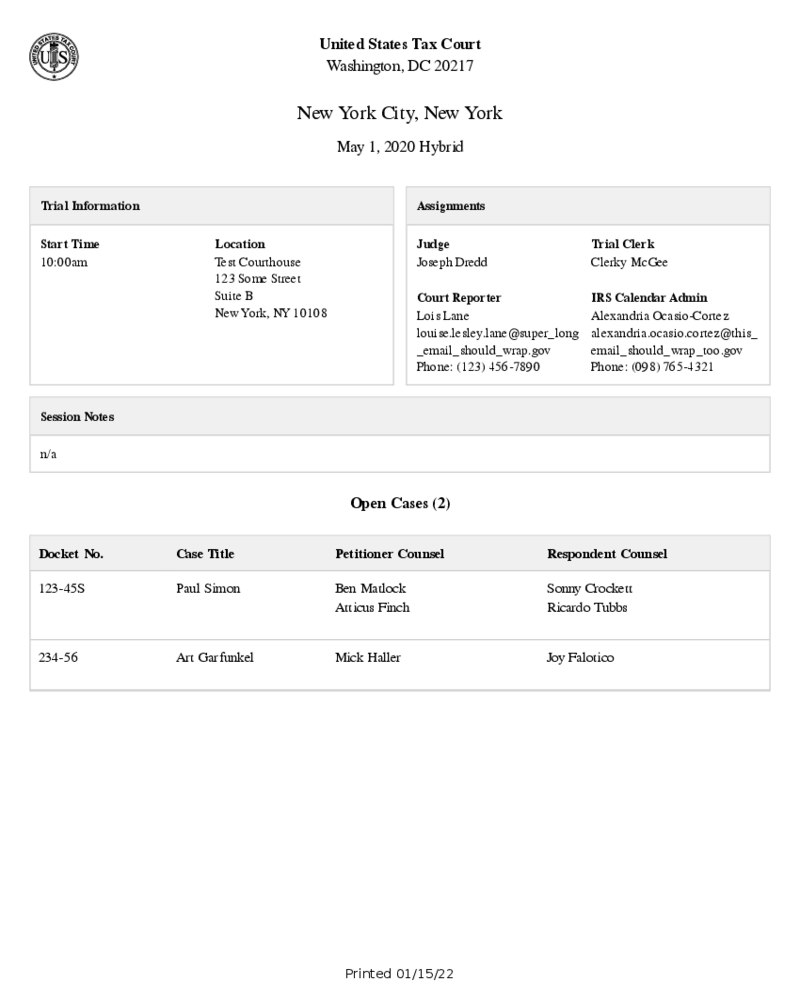 UNITED STATES TAX COURT
US
United States Tax Court
Washington, DC 20217
New York City, New York
May 1, 2020 Hybrid
Trial Information
Start Time
10:00am
Location
Test Courthouse
123 Some Street
Suite B
New York, NY 10108
Assignments
Judge
Joseph Dredd
Trial Clerk
Clerky McGee
Court Reporter
Lois Lane
louise.lesley.lane@super_long
_email_should_wrap.gov
Phone: (123) 456-7890
IRS Calendar Admin
Alexandria Ocasio-Cortez
alexandria.ocasio.cortez@this_
email_should_wrap_too.gov
Phone: (098) 765-4321
Session Notes
n/a
Open Cases (2)
Docket No. Case Title Petitioner Counsel Respondent Counsel
123-45S Paul Simon Ben Matlock Sonny Crockett
Atticus Finch Ricardo Tubbs
234-56 Art Garfunkel Mick Haller Joy Falotico
Printed 01/15/22